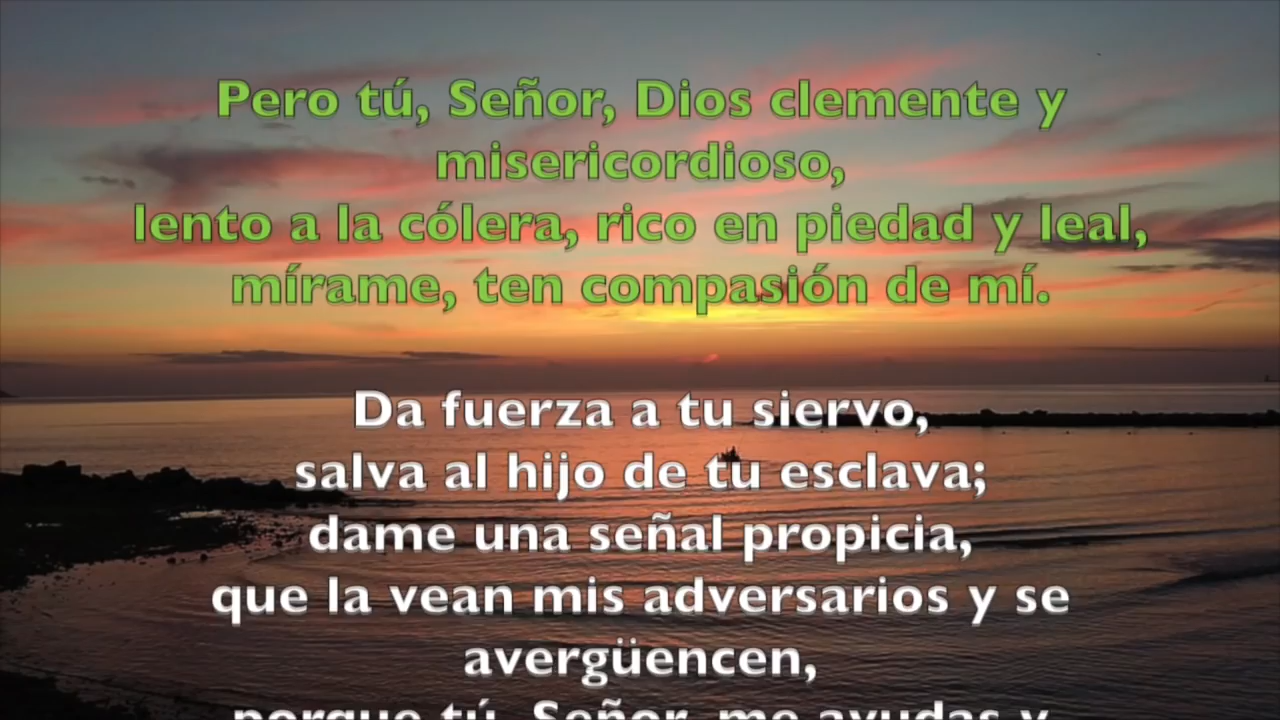 Pero tú, Señor, Dios clemente y
misericordioso,
lento a la cólera, rico en piedad y leal,
mírame, ten compasión de mí.
Da fuerza a tu siervo,
salva al hijo de tu esclava;
dame una señal propicia,
que la vean mis adversarios y se
avergüencen,
porque tú, Señor, me ayudas y